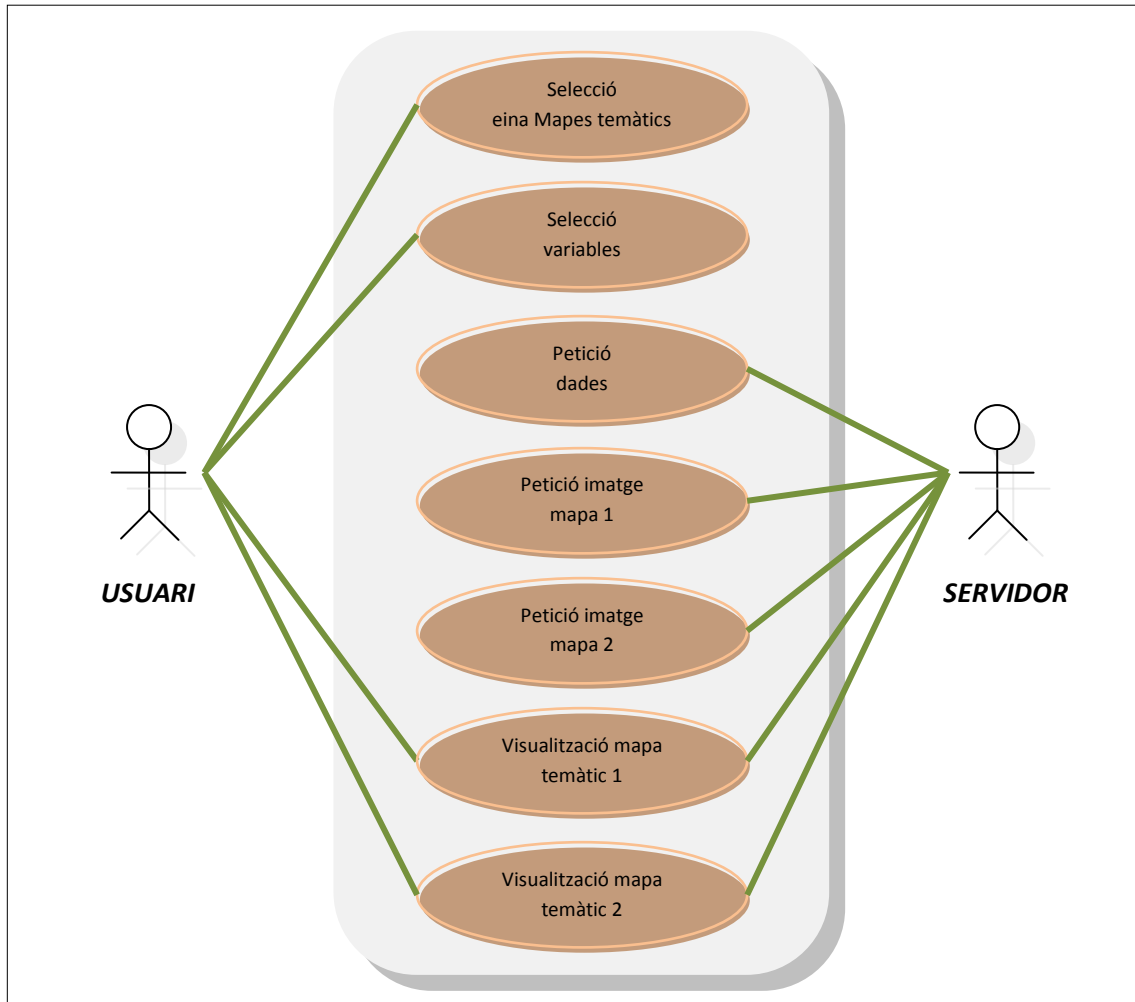 Selecció
eina Mapes temàtics
Selecció
variables
Petició
dades
Petició imatge
mapa 1
USUARI
SERVIDOR
Petició imatge
mapa 2
Visualització mapa
temàtic 1
Visualització mapa
temàtic 2